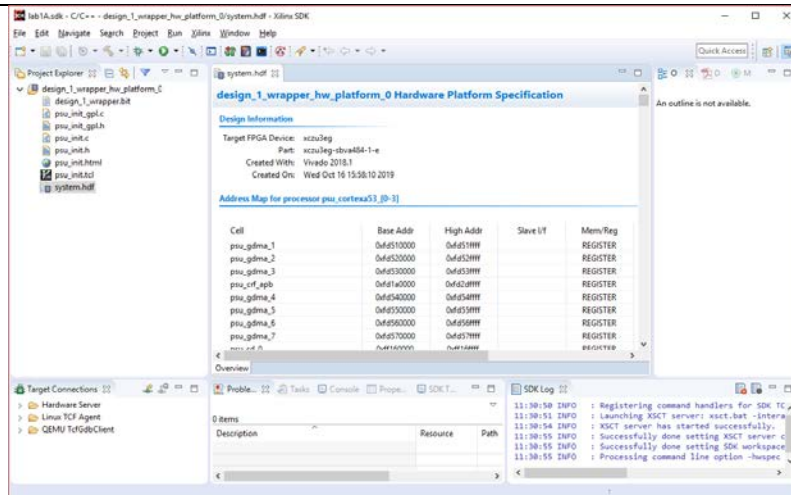 lab1A.sdk - C/C++ - design_1_wrapper_hw_platform_0/system.hdf - Xilinx SDK
File Edit Navigate Search Project Run Xilinx Window Help
Quick Access
Project Explorer
design_1_wrapper_hw_platform_0
design_1_wrapper.bit
psu_init_gpl.c
psu_init_gpl.h
psu_init.c
psu_init.h
psu_init.html
psu_init.tcl
system.hdf
system.hdf
design_1_wrapper_hw_platform_0 Hardware Platform Specification
Design Information
Target FPGA Device: xczu3eg
Part: xczu3eg-sbva484-1-e
Created With: Vivado 2018.1
Created On: Wed Oct 16 15:58:10 2019
Address Map for processor psu_cortexa53_[0-3]
Cell Base Addr High Addr Slave I/f Mem/Reg
psu_gdma_1 0xfd510000 0xfd51ffff REGISTER
psu_gdma_2 0xfd520000 0xfd52ffff REGISTER
psu_gdma_3 0xfd530000 0xfd53ffff REGISTER
psu_crf_apb 0xfd1a0000 0xfd2dffff REGISTER
psu_gdma_4 0xfd540000 0xfd54ffff REGISTER
psu_gdma_5 0xfd550000 0xfd55ffff REGISTER
psu_gdma_6 0xfd560000 0xfd56ffff REGISTER
psu_gdma_7 0xfd570000 0xfd57ffff REGISTER
psu_sd_0 0xff160000 0xff16ffff REGISTER
Overview
O
D
M
An outline is not available.
Target Connections
Hardware Server
Linux TCF Agent
QEMU TcfGdbClient
Proble... Tasks Console Prope... SDK T...
0 items
Description Resource Path
SDK Log
11:30:50 INFO : Registering command handlers for SDK TC
11:30:51 INFO : Launching XSCT server: xsct.bat -intera
11:30:54 INFO : XSCT server has started successfully.
11:30:55 INFO : Successfully done setting XSCT server c
11:30:55 INFO : Successfully done setting SDK workspace
11:30:55 INFO : Processing command line option -hwspec